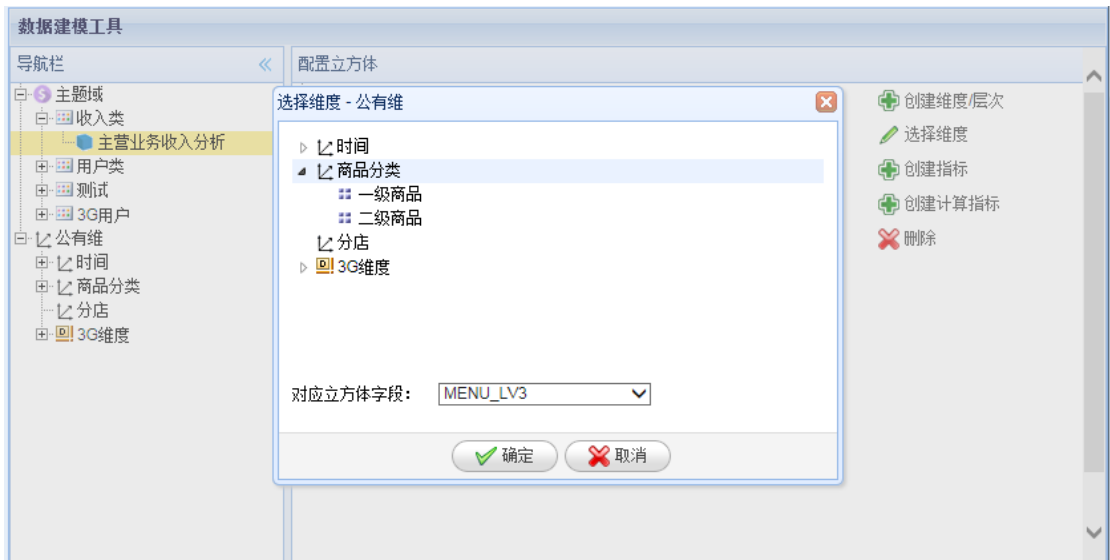 数据建模工具
导航栏
主题域
收入类
主营业务收入分析
用户类
测试
3G用户
公有维
时间
商品分类
分店
3G维度
配置立方体
选择维度 - 公有维
时间
商品分类
一级商品
二级商品
分店
3G维度
对应立方体字段：
MENU_LV3
确定
取消
创建维度/层次
选择维度
创建指标
创建计算指标
删除